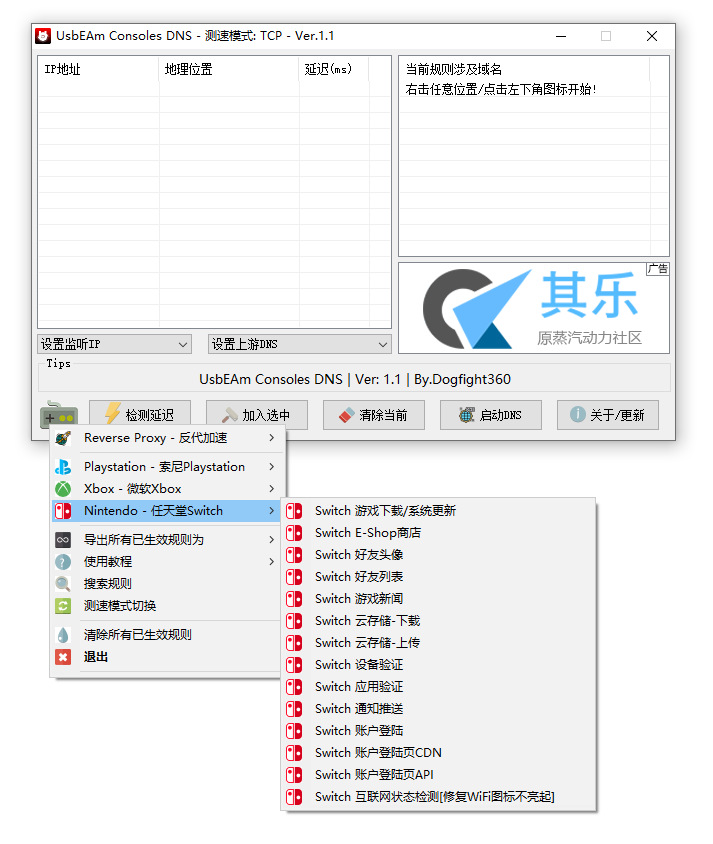 UsbEAm Consoles DNS - 测速模式: TCP - Ver.1.1
IP地址 地理位置 延迟(ms)
当前规则涉及域名
右击任意位置/点击左下角图标开始!
广告
其乐
原蒸汽动力社区
设置监听IP 设置上游DNS
Tips
UsbEAm Consoles DNS | Ver: 1.1 | By.Dogfight360
检测延迟 加入选中 清除当前 启动DNS 关于/更新
Reverse Proxy - 反代加速
Playstation - 索尼Playstation
Xbox - 微软Xbox
Nintendo - 任天堂Switch
导出所有已生效规则为
使用教程
搜索规则
测速模式切换
清除所有已生效规则
退出
Switch 游戏下载/系统更新
Switch E-Shop商店
Switch 好友头像
Switch 好友列表
Switch 游戏新闻
Switch 云存储-下载
Switch 云存储-上传
Switch 设备验证
Switch 应用验证
Switch 通知推送
Switch 账户登陆
Switch 账户登陆页CDN
Switch 账户登陆页API
Switch 互联网状态检测[修复WiFi图标不亮起]